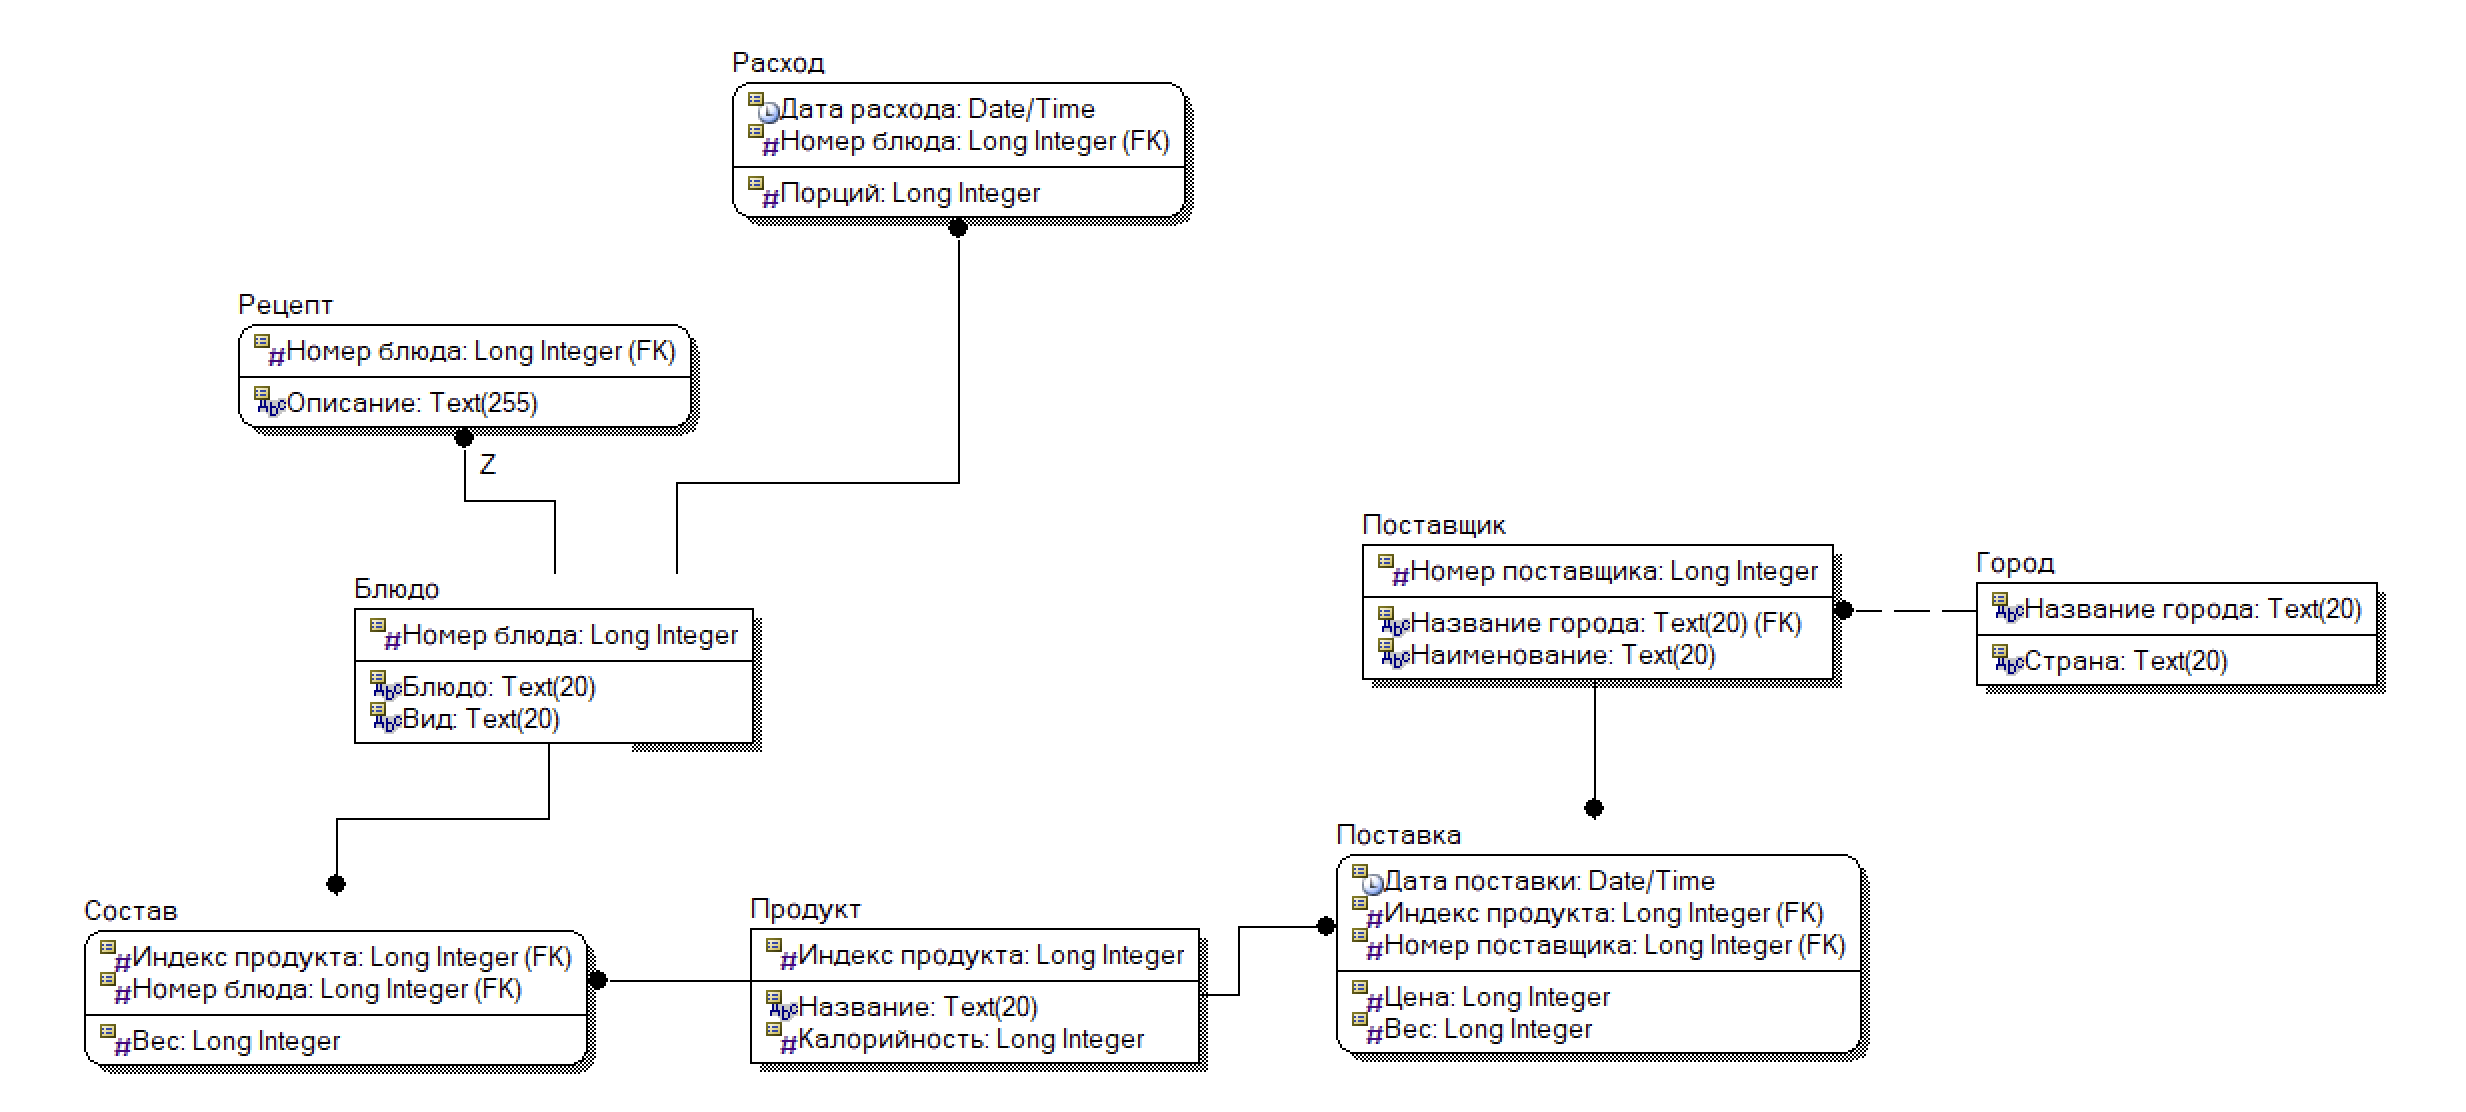 Расход
Дата расхода: Date/Time
#Номер блюда: Long Integer (FK)
#Порций: Long Integer
Рецепт
#Номер блюда: Long Integer (FK)
Описание: Text(255)
Z
Блюдо
#Номер блюда: Long Integer
Блюдо: Text(20)
Вид: Text(20)
Поставщик
#Номер поставщика: Long Integer
Название города: Text(20) (FK)
Наименование: Text(20)
Город
Название города: Text(20)
Страна: Text(20)
Состав
#Индекс продукта: Long Integer (FK)
#Номер блюда: Long Integer (FK)
#Вес: Long Integer
Продукт
#Индекс продукта: Long Integer
Название: Text(20)
#Калорийность: Long Integer
Поставка
Дата поставки: Date/Time
#Индекс продукта: Long Integer (FK)
#Номер поставщика: Long Integer (FK)
#Цена: Long Integer
#Вес: Long Integer